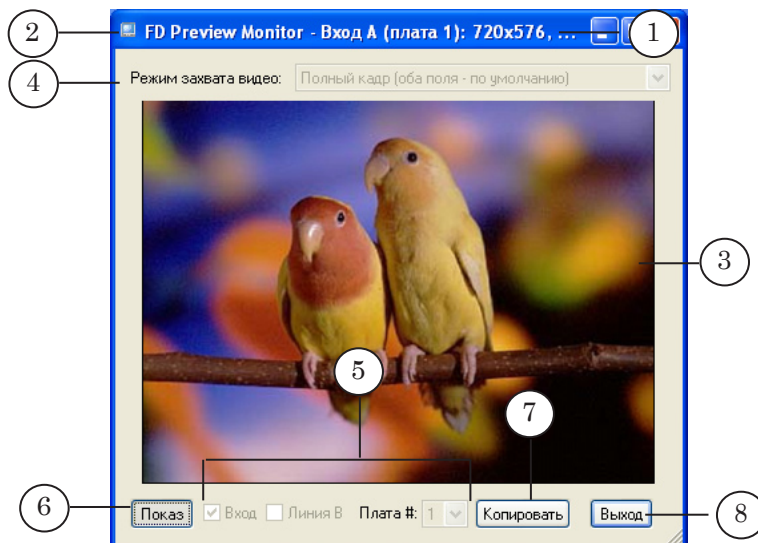 2 FD Preview Monitor - Вход A (плата 1): 720x576, ... 1
4 Режим захвата видео: Полный кадр (оба поля - по умолчанию)
3
5
7
6 Показ Вход Линия B Плата #: 1 Копировать Выход 8